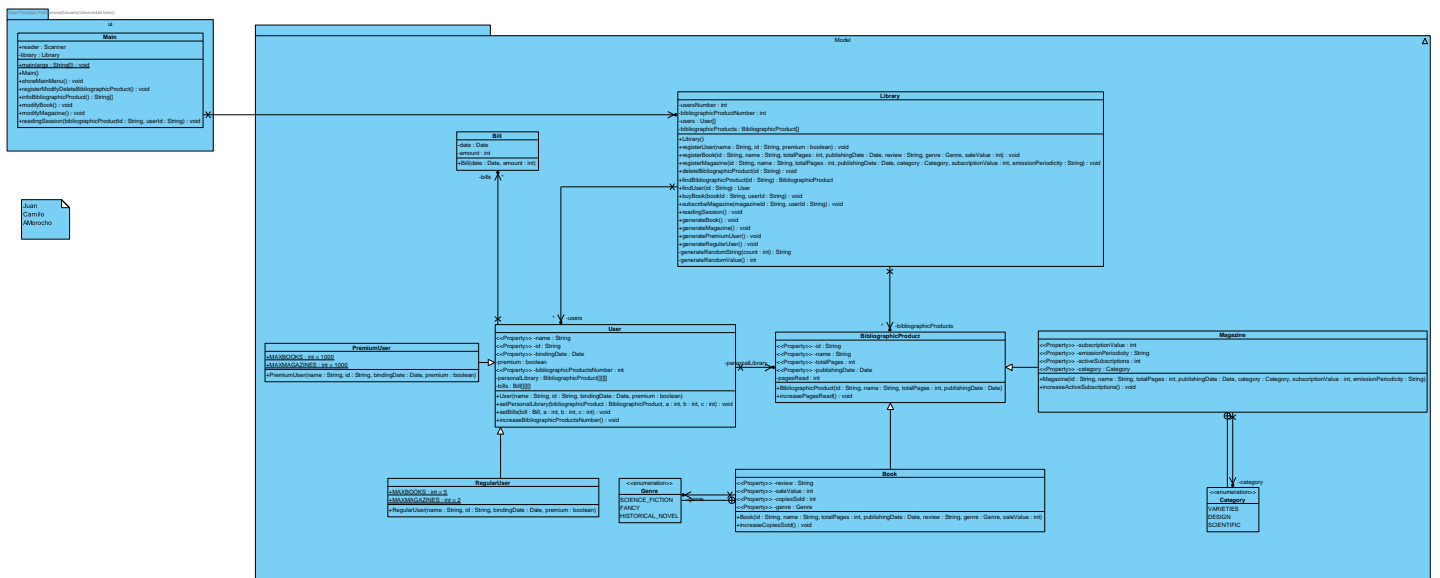 ui
Main
+reader : Scanner
-library : Library
+main(args : String[]) : void
+Main()
+showMainMenu() : void
+registerModifyDeleteBibliographicProduct() : void
+infoBibliographicProduct() : String[]
+modifyBook() : void
+modifyMagazine() : void
+readingSession(bibliographicProductId : String, userId : String) : void
Juan
Camilo
AMorocho
Model
Library
-usersNumber : int
-bibliographicProductNumber : int
-users : User[]
-bibliographicProducts : BibliographicProduct[]
+Library()
+registerUser(name : String, id : String, premium : boolean) : void
+registerBook(id : String, name : String, totalPages : int, publishingDate : Date, review : String, genre : Genre, saleValue : int) : void
+registerMagazine(id : String, name : String, totalPages : int, publishingDate : Date, category : Category, subscriptionValue : int, emissionPeriodicity : String) : void
+deleteBibliographicProduct(id : String) : void
+findBibliographicProduct(id : String) : BibliographicProduct
+findUser(id : String) : User
+buyBook(bookId : String, userId : String) : void
+subscribeMagazine(magazineId : String, userId : String) : void
+readingSession() : void
+generateBook() : void
+generateMagazine() : void
+generatePremiumUser() : void
+generateRegularUser() : void
-generateRandomString(count : int) : String
-generateRandomValue() : int
Bill
-date : Date
-amount : int
+Bill(date : Date, amount : int)
-bills *
* -users
* -bibliographicProducts
PremiumUser
+MAXBOOKS : int = 1000
+MAXMAGAZINES : int = 1000
+PremiumUser(name : String, id : String, bindingDate : Date, premium : boolean)
User
<<Property>> -name : String
<<Property>> -id : String
<<Property>> -bindingDate : Date
-premium : boolean
<<Property>> -bibliographicProductsNumber : int
-personalLibrary : BibliographicProduct[][][]
-bills : Bill[][][]
+User(name : String, id : String, bindingDate : Date, premium : boolean)
+setPersonalLibrary(bibliographicProduct : BibliographicProduct, a : int, b : int, c : int) : void
+setBills(bill : Bill, a : int, b : int, c : int) : void
+increaseBibliographicProductsNumber() : void
-personalLibrary
BibliographicProduct
<<Property>> -id : String
<<Property>> -name : String
<<Property>> -totalPages : int
<<Property>> -publishingDate : Date
-pagesRead : int
+BibliographicProduct(id : String, name : String, totalPages : int, publishingDate : Date)
+increasePagesRead() : void
Magazine
<<Property>> -subscriptionValue : int
<<Property>> -emissionPeriodicity : String
<<Property>> -activeSubscriptions : int
<<Property>> -category : Category
+Magazine(id : String, name : String, totalPages : int, publishingDate : Date, category : Category, subscriptionValue : int, emissionPeriodicity : String)
+increaseActiveSubscriptions() : void
RegularUser
+MAXBOOKS : int = 5
+MAXMAGAZINES : int = 2
+RegularUser(name : String, id : String, bindingDate : Date, premium : boolean)
<<enumeration>>
Genre
SCIENCE_FICTION
FANCY
HISTORICAL_NOVEL
-genre
Book
<<Property>> -review : String
<<Property>> -saleValue : int
<<Property>> -copiesSold : int
<<Property>> -genre : Genre
+Book(id : String, name : String, totalPages : int, publishingDate : Date, review : String, genre : Genre, saleValue : int)
+increaseCopiesSold() : void
-category
<<enumeration>>
Category
VARIETIES
DESIGN
SCIENTIFIC